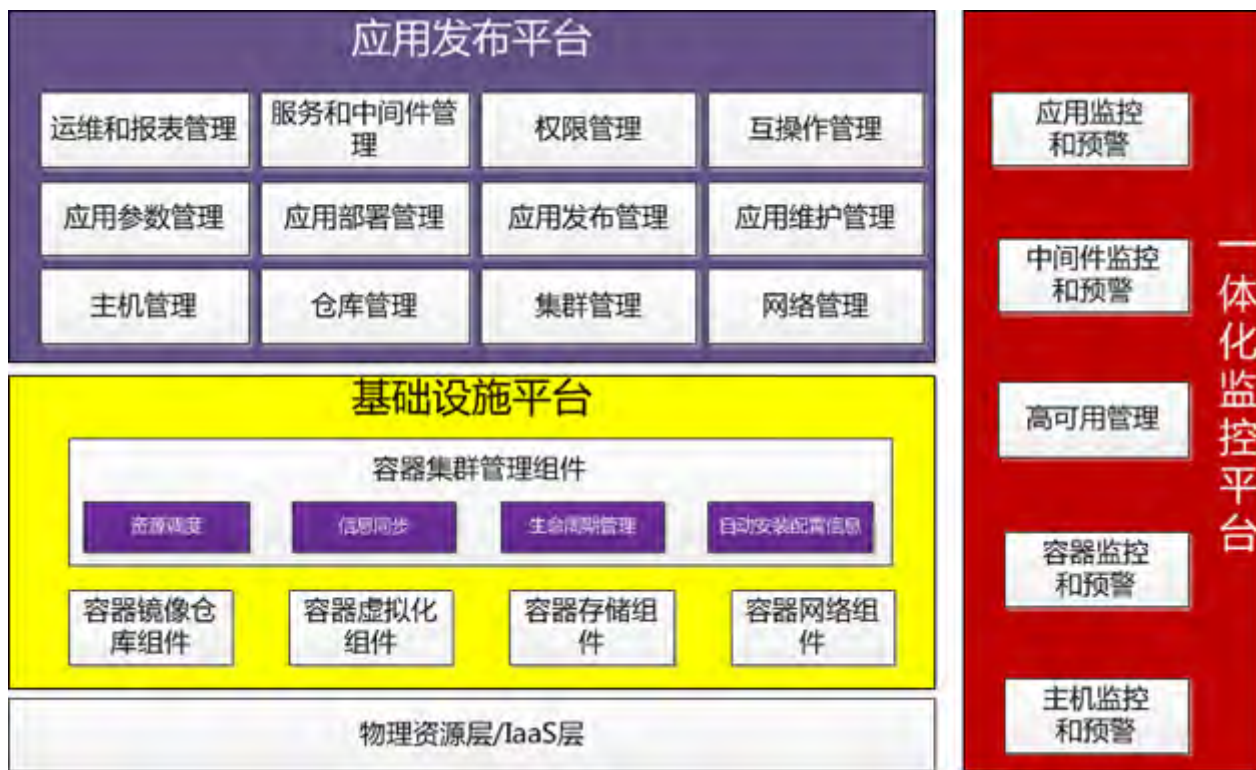 应用发布平台
运维和报表管理
服务和中间件管
理
权限管理
互操作管理
应用参数管理
应用部署管理
应用发布管理
应用维护管理
主机管理
仓库管理
集群管理
网络管理
基础设施平台
容器集群管理组件
资源调度
信息同步
生命周期管理
自动安装配置信息
容器镜像仓
库组件
容器虚拟化
组件
容器存储组
件
容器网络组
件
物理资源层/IaaS层
应用监控
和预警
中间件监控
和预警
高可用管理
容器监控
和预警
主机监控
和预警
一体化监控平台